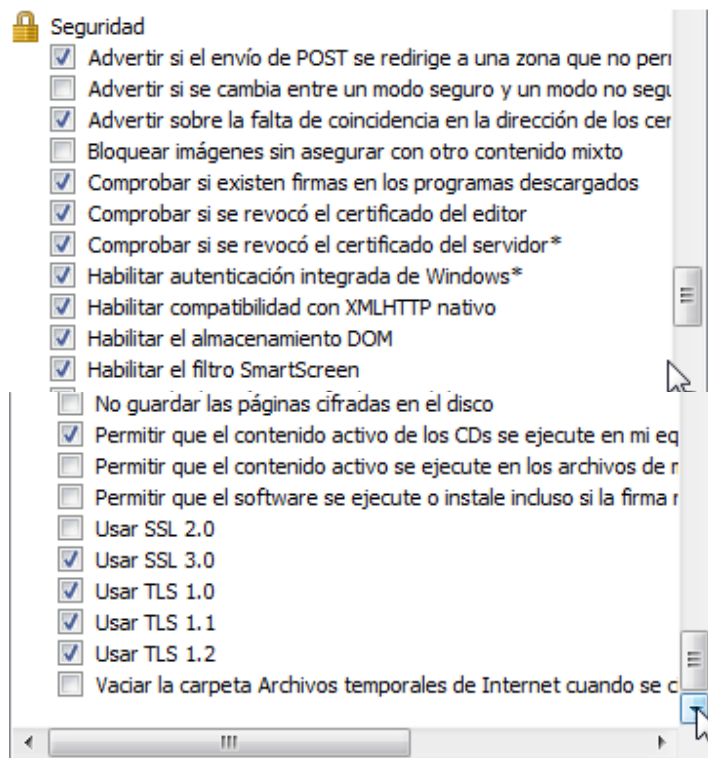 Seguridad
Advertir si el envío de POST se redirige a una zona que no
Advertir si se cambia entre un modo seguro y un modo no
Advertir sobre la falta de coincidencia en la dirección de los
Bloquear imágenes sin asegurar con otro contenido mixto
Comprobar si existen firmas en los programas descargados
Comprobar si se revocó el certificado del editor
Comprobar si se revocó el certificado del servidor*
Habilitar autenticación integrada de Windows*
Habilitar compatibilidad con XMLHTTP nativo
Habilitar el almacenamiento DOM
Habilitar el filtro SmartScreen
No guardar las páginas cifradas en el disco
Permitir que el contenido activo de los CDs se ejecute en mi eq
Permitir que el contenido activo se ejecute en los archivos de
Permitir que el software se ejecute o instale incluso si la firma
Usar SSL 2.0
Usar SSL 3.0
Usar TLS 1.0
Usar TLS 1.1
Usar TLS 1.2
Vaciar la carpeta Archivos temporales de Internet cuando se